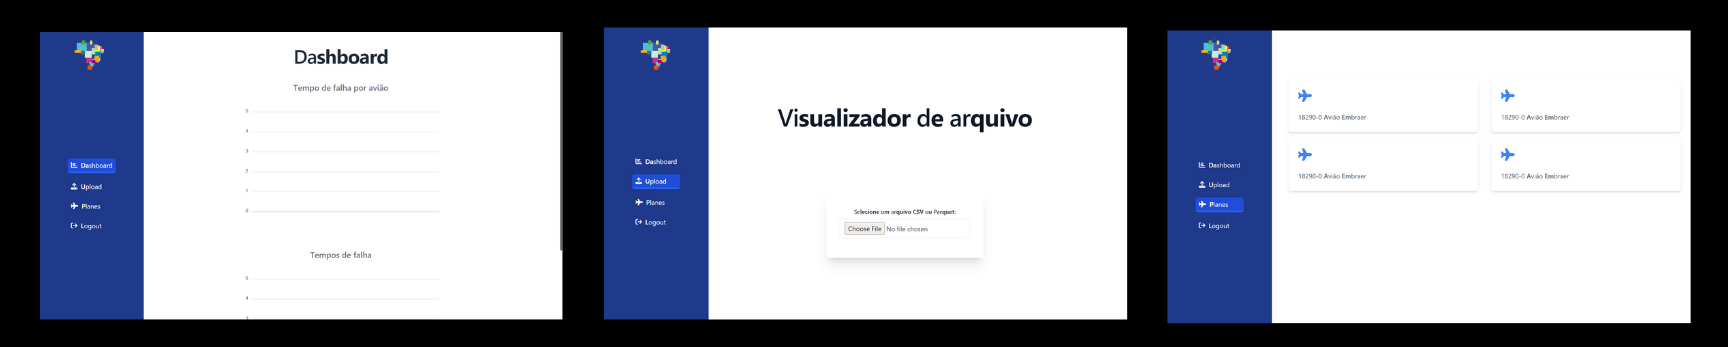 Dashboard
Upload
Planes
Logout
Dashboard
Tempo de falha por avião
5
4
3
2
1
0
Tempos de falha
5
4
3
Dashboard
Upload
Planes
Logout
Visualizador de arquivo
Selecione um arquivo CSV ou Parquet:
Choose File No file chosen
Dashboard
Upload
Planes
Logout
18290-0 Avião Embraer
18290-0 Avião Embraer
18290-0 Avião Embraer
18290-0 Avião Embraer